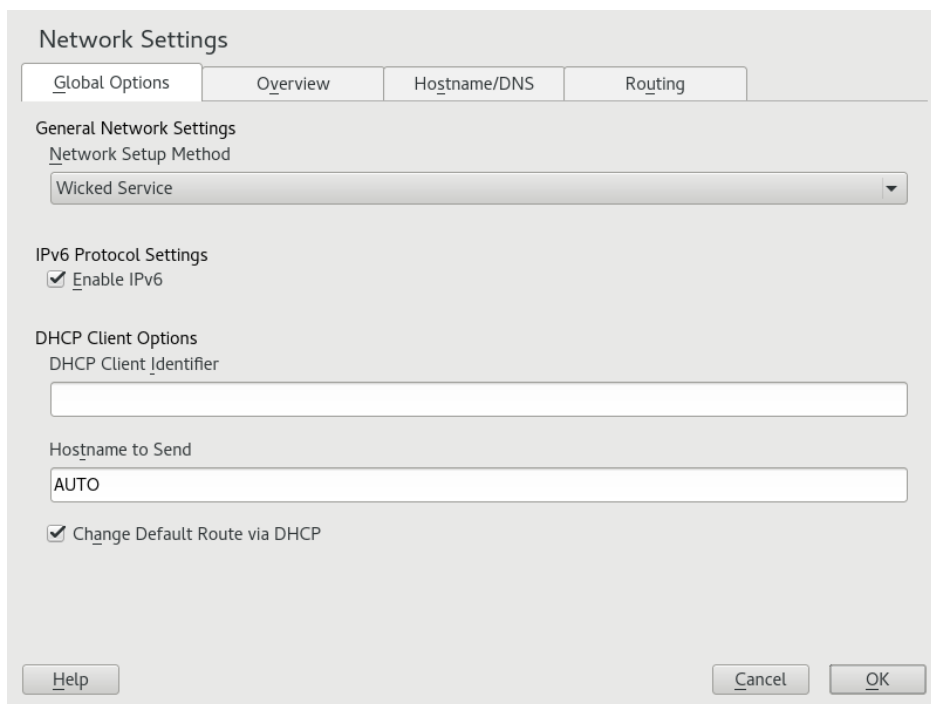 Network Settings
Global Options Overview Hostname/DNS Routing
General Network Settings
Network Setup Method
Wicked Service
IPv6 Protocol Settings
Enable IPv6
DHCP Client Options
DHCP Client Identifier
Hostname to Send
AUTO
Change Default Route via DHCP
Help Cancel OK